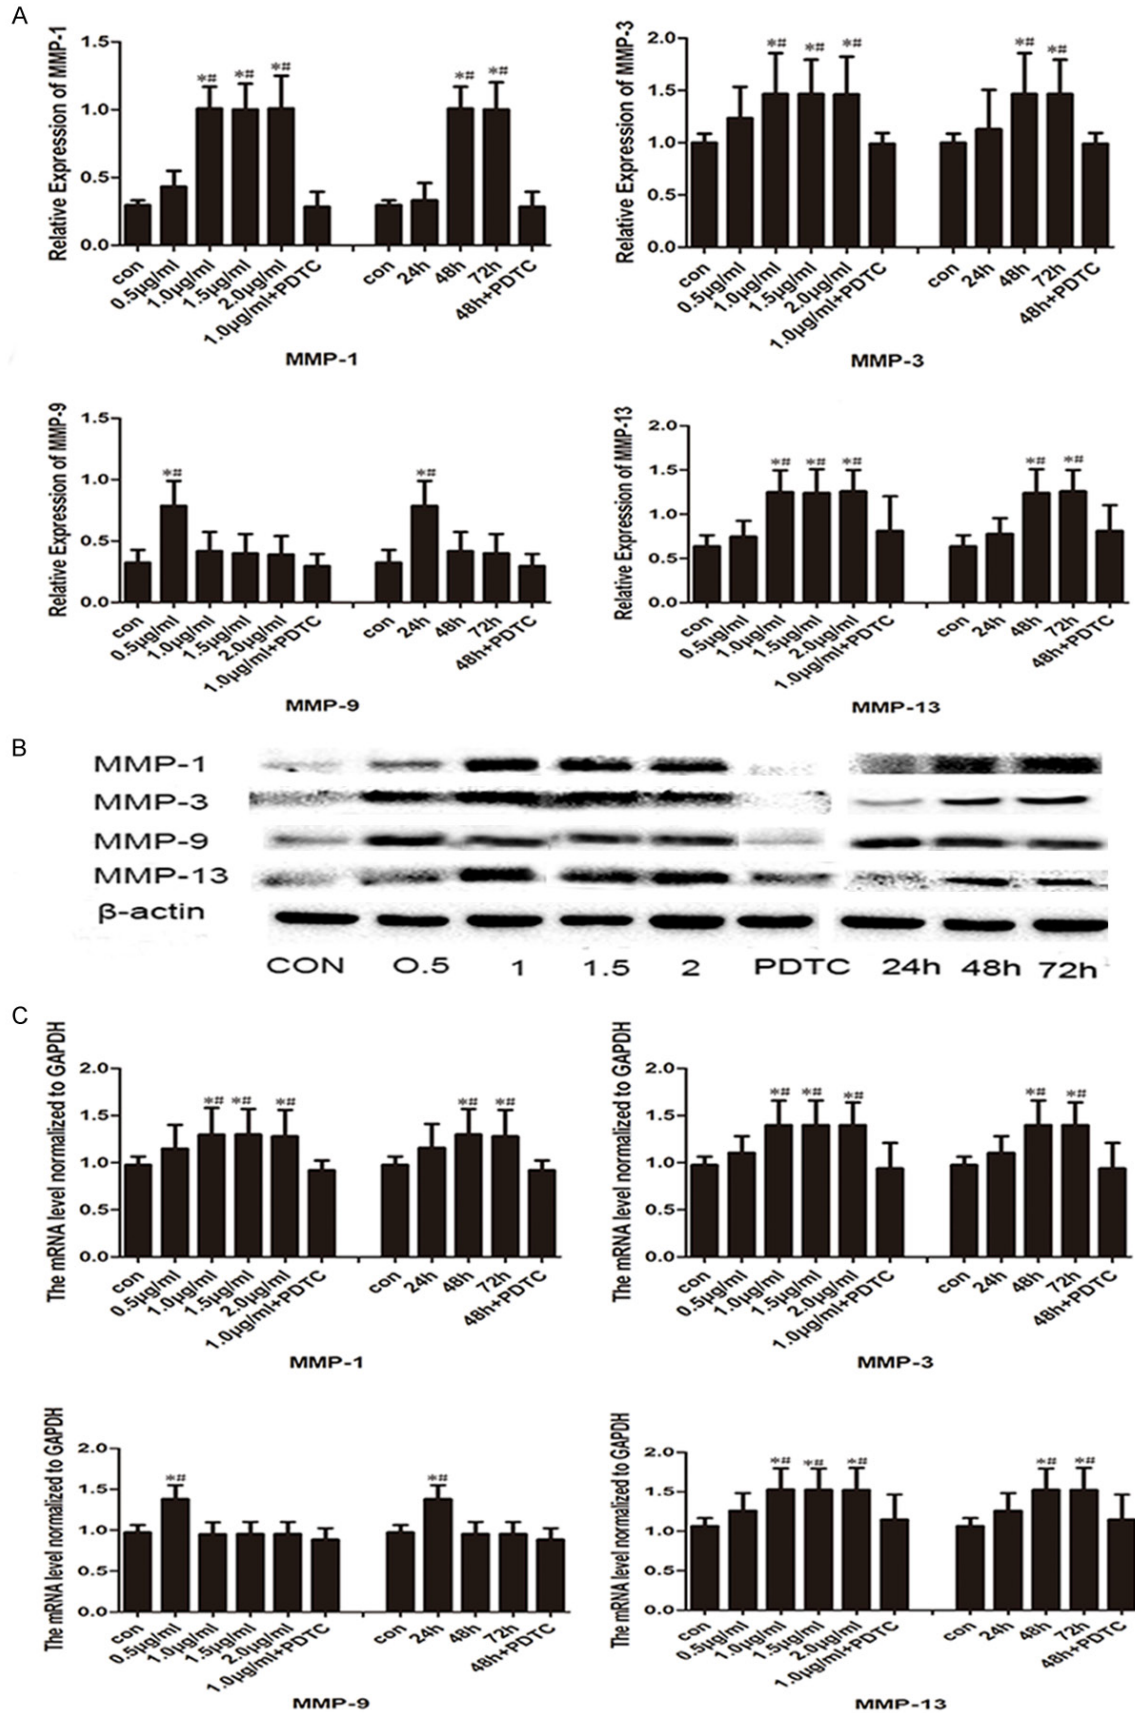 A
Relative Expression of MMP-1
1.5
1.0
0.5
0.0
*# *# *# *# *#
con 0.5μg/ml 1.0μg/ml 1.5μg/ml 2.0μg/ml 1.0μg/ml+PDTC con 24h 48h 72h 48h+PDTC
MMP-1
Relative Expression of MMP-3
2.0
1.5
1.0
0.5
0.0
*# *# *# *# *#
con 0.5μg/ml 1.0μg/ml 1.5μg/ml 2.0μg/ml 1.0μg/ml+PDTC con 24h 48h 72h 48h+PDTC
MMP-3
Relative Expression of MMP-9
1.5
1.0
0.5
0.0
*# *#
con 0.5μg/ml 1.0μg/ml 1.5μg/ml 2.0μg/ml 1.0μg/ml+PDTC con 24h 48h 72h 48h+PDTC
MMP-9
Relative Expression of MMP-13
2.0
1.5
1.0
0.5
0.0
*# *# *# *# *#
con 0.5μg/ml 1.0μg/ml 1.5μg/ml 2.0μg/ml 1.0μg/ml+PDTC con 24h 48h 72h 48h+PDTC
MMP-13
B
MMP-1
MMP-3
MMP-9
MMP-13
β-actin
CON 0.5 1 1.5 2 PDTC 24h 48h 72h
C
The mRNA level normalized to GAPDH
2.0
1.5
1.0
0.5
0.0
*# *# *# *# *#
con 0.5μg/ml 1.0μg/ml 1.5μg/ml 2.0μg/ml 1.0μg/ml+PDTC con 24h 48h 72h 48h+PDTC
MMP-1
The mRNA level normalized to GAPDH
2.0
1.5
1.0
0.5
0.0
*# *# *# *# *#
con 0.5μg/ml 1.0μg/ml 1.5μg/ml 2.0μg/ml 1.0μg/ml+PDTC con 24h 48h 72h 48h+PDTC
MMP-3
The mRNA level normalized to GAPDH
2.0
1.5
1.0
0.5
0.0
*# *#
con 0.5μg/ml 1.0μg/ml 1.5μg/ml 2.0μg/ml 1.0μg/ml+PDTC con 24h 48h 72h 48h+PDTC
MMP-9
The mRNA level normalized to GAPDH
2.0
1.5
1.0
0.5
0.0
*# *# *# *# *#
con 0.5μg/ml 1.0μg/ml 1.5μg/ml 2.0μg/ml 1.0μg/ml+PDTC con 24h 48h 72h 48h+PDTC
MMP-13